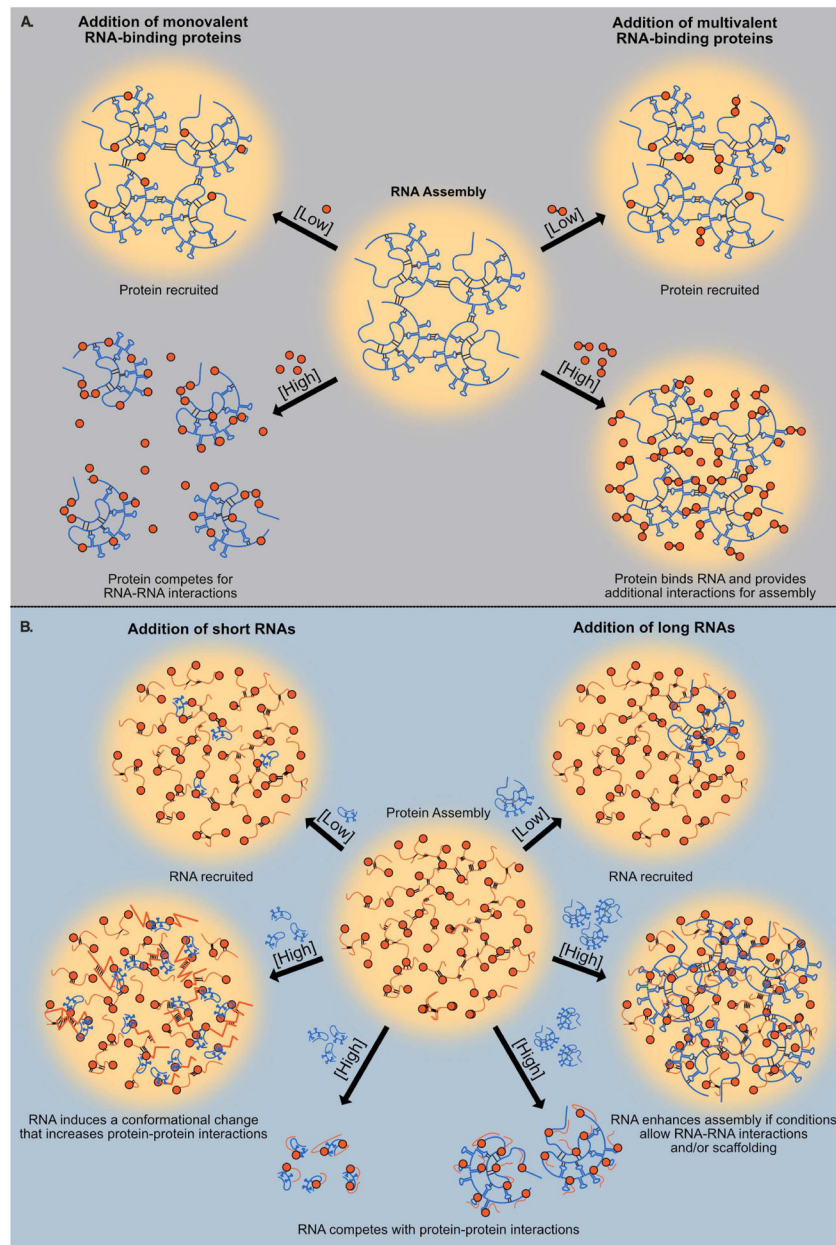 A.
Addition of monovalent
RNA-binding proteins
Addition of multivalent
RNA-binding proteins
RNA Assembly
[Low]
[Low]
Protein recruited
Protein recruited
[High]
[High]
Protein competes for
RNA-RNA interactions
Protein binds RNA and provides
additional interactions for assembly
B.
Addition of short RNAs
Addition of long RNAs
Protein Assembly
[Low]
[Low]
RNA recruited
RNA recruited
[High]
[High]
[High]
[High]
RNA induces a conformational change
that increases protein-protein interactions
RNA enhances assembly if conditions
allow RNA-RNA interactions
and/or scaffolding
RNA competes with protein-protein interactions